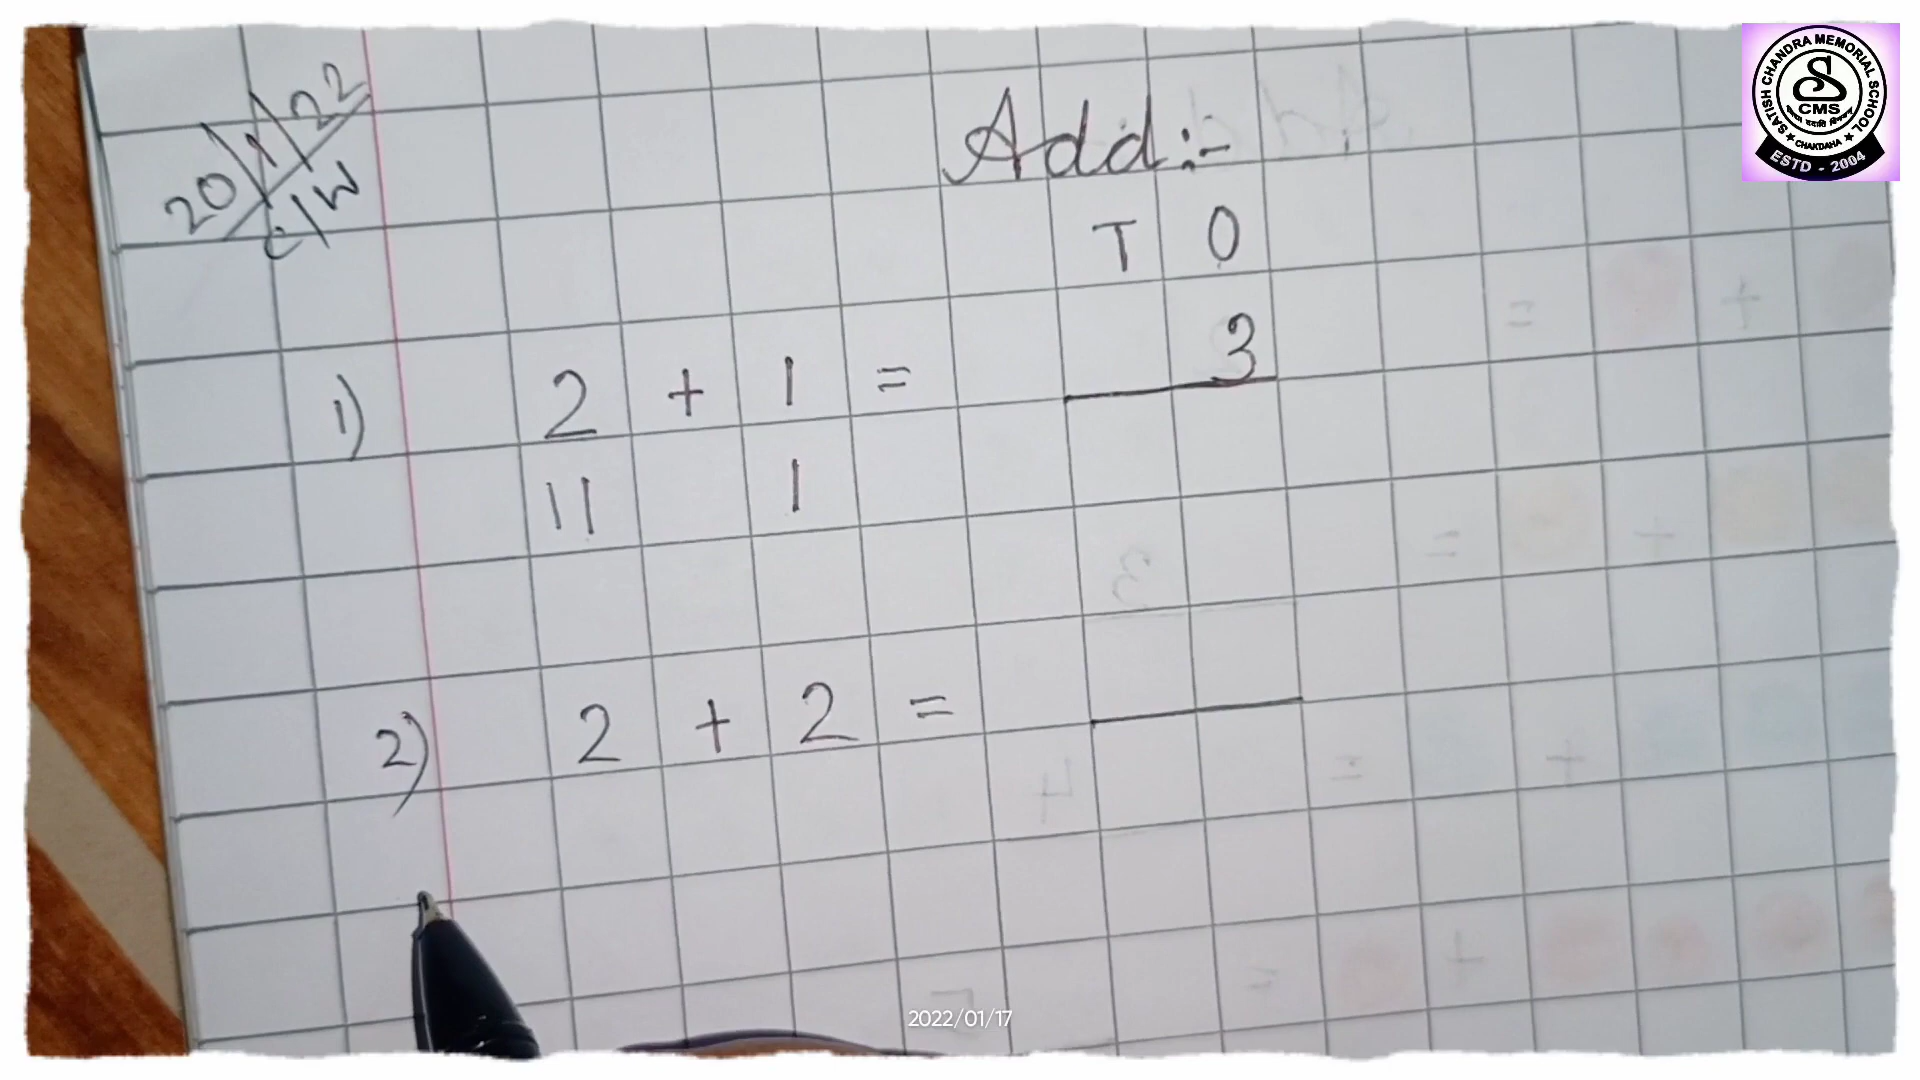 20/1/22
C/W
Add:-
T O
1) 2 + 1 = 3
11 1
2) 2 + 2 =
2022/01/17
SATISH CHANDRA MEMORIAL SCHOOL
S
CMS
CHAKDAHA
ESTD - 2004